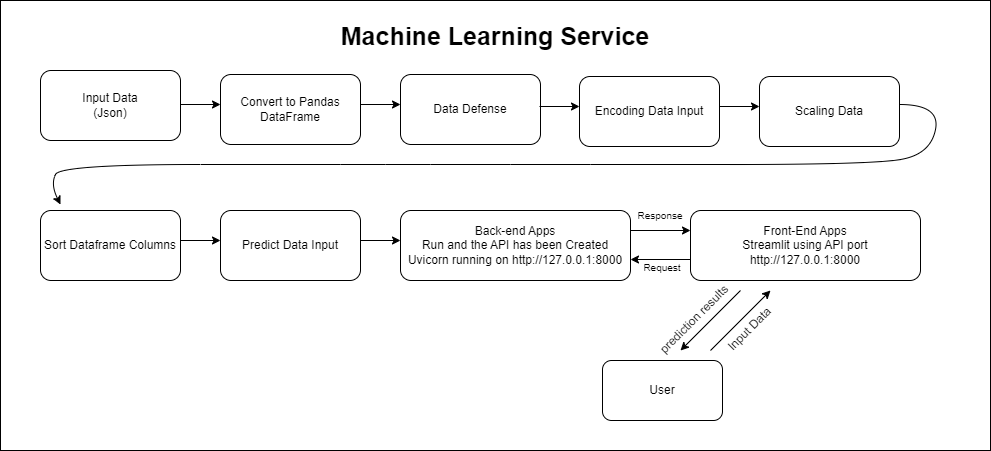 Machine Learning Service
Input Data
(Json)
Convert to Pandas
DataFrame
Data Defense
Encoding Data Input
Scaling Data
Sort Dataframe Columns
Predict Data Input
Back-end Apps
Run and the API has been Created
Uvicorn running on http://127.0.0.1:8000
Response
Request
Front-End Apps
Streamlit using API port
http://127.0.0.1:8000
prediction results
Input Data
User